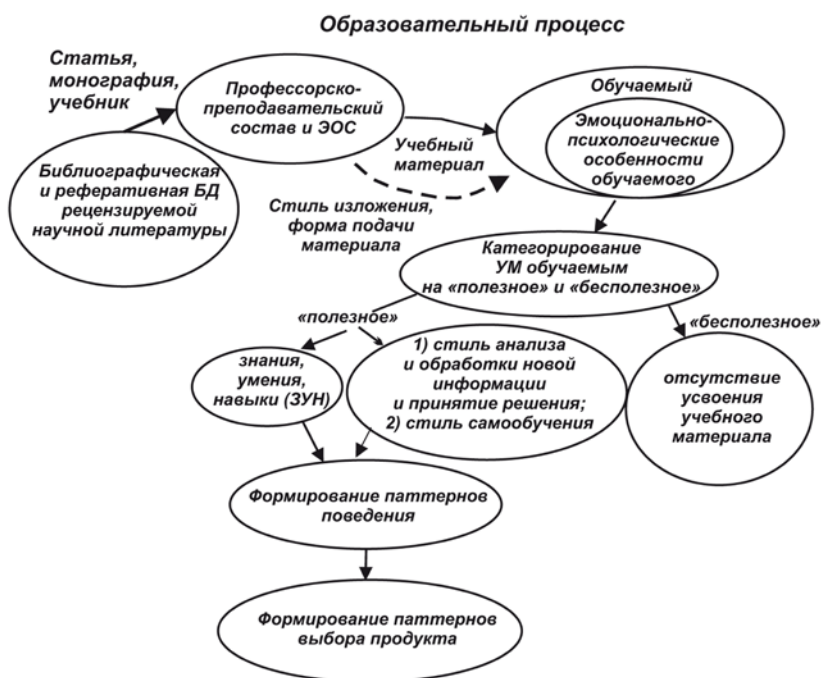 Образовательный процесс
Статья,
монография,
учебник
Профессорско-
преподавательский
состав и ЭОС
Обучаемый
Эмоционально-
психологические
особенности
обучаемого
Учебный
материал
Библиографическая
и реферативная БД
рецензируемой
научной литературы
Стиль изложения,
форма подачи
материала
Категорирование
УМ обучаемым
на «полезное» и «бесполезное»
«полезное»
«бесполезное»
знания,
умения,
навыки (ЗУН)
1) стиль анализа
и обработки новой
информации
и принятие решения;
2) стиль самообучения
отсутствие
усвоения
учебного
материала
Формирование паттернов
поведения
Формирование паттернов
выбора продукта